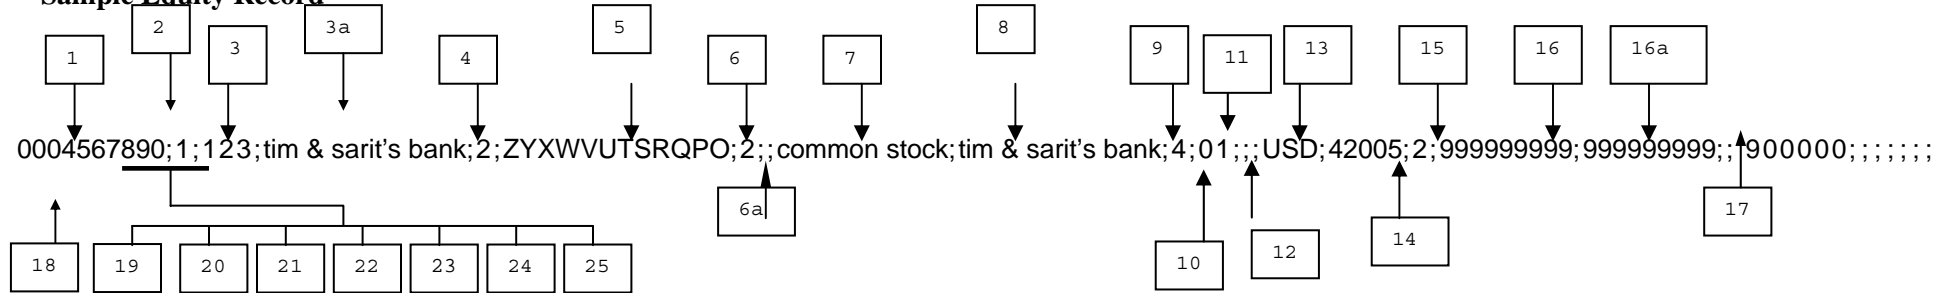 Sample Equity Record
2 3a 5 8
1 3 4 6 7 9 11 13 15 16 16a
0004567890;1;123;tim & sarit's bank;2;ZYXWVUTSRQPO;2;;common stock;tim & sarit's bank;4;01;;;USD;42005;2;999999999;999999999;;900000;;;;;;;
6a 17
18 19 20 21 22 23 24 25 10 12 14